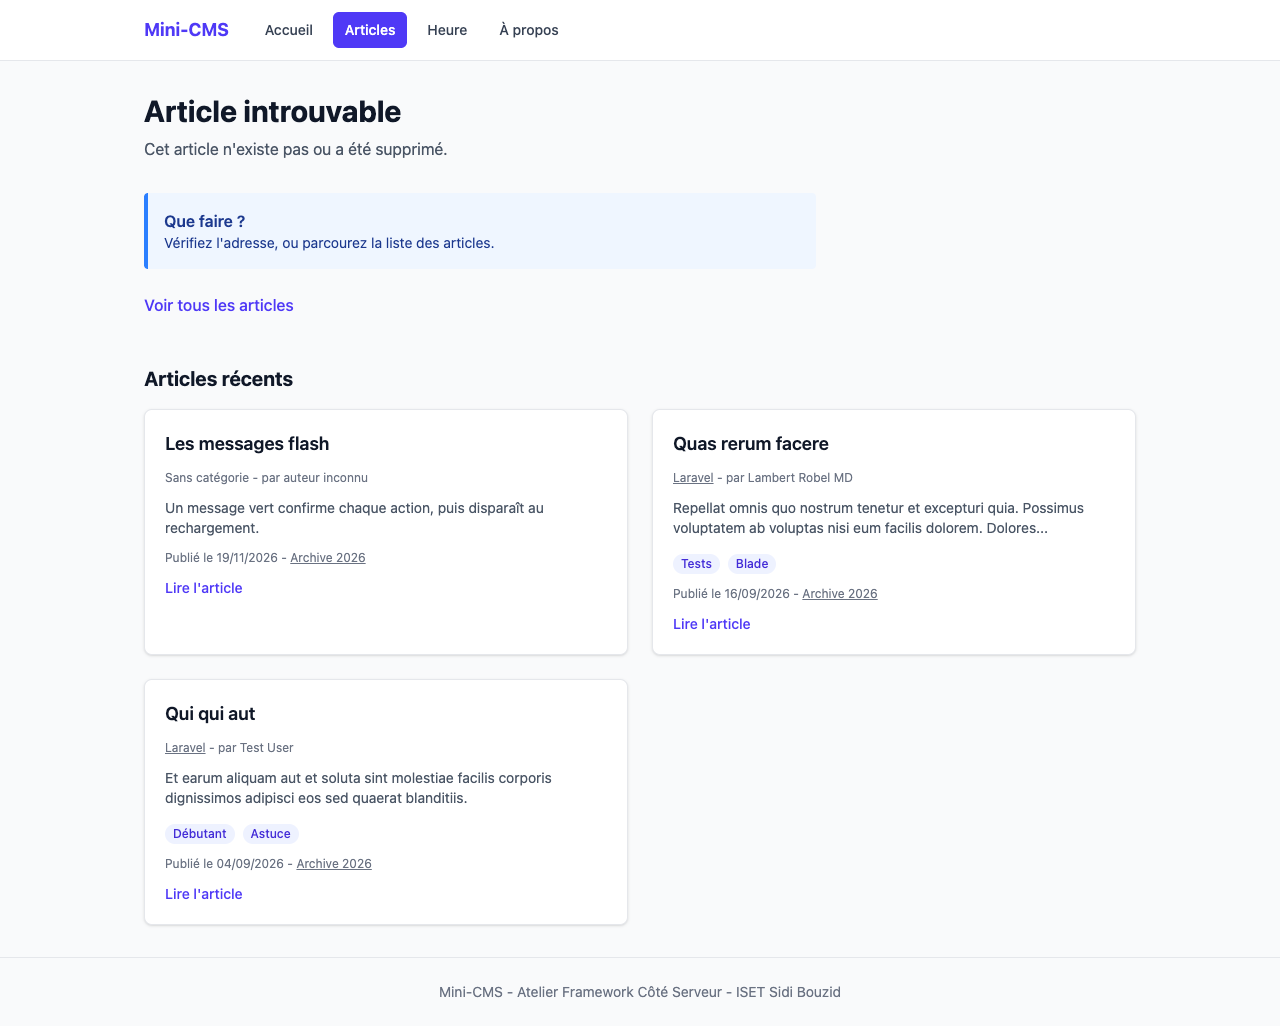 Mini-CMS
Accueil
Articles
Heure
À propos
Article introuvable
Cet article n'existe pas ou a été supprimé.
Que faire ?
Vérifiez l'adresse, ou parcourez la liste des articles.
Voir tous les articles
Articles récents
Les messages flash
Sans catégorie - par auteur inconnu
Un message vert confirme chaque action, puis disparaît au
rechargement.
Publié le 19/11/2026 - Archive 2026
Lire l'article
Quas rerum facere
Laravel - par Lambert Robel MD
Repellat omnis quo nostrum tenetur et excepturi quia. Possimus
voluptatem ab voluptas nisi eum facilis dolorem. Dolores...
Tests
Blade
Publié le 16/09/2026 - Archive 2026
Lire l'article
Qui qui aut
Laravel - par Test User
Et earum aliquam aut et soluta sint molestiae facilis corporis
dignissimos adipisci eos sed quaerat blanditiis.
Débutant
Astuce
Publié le 04/09/2026 - Archive 2026
Lire l'article
Mini-CMS - Atelier Framework Côté Serveur - ISET Sidi Bouzid